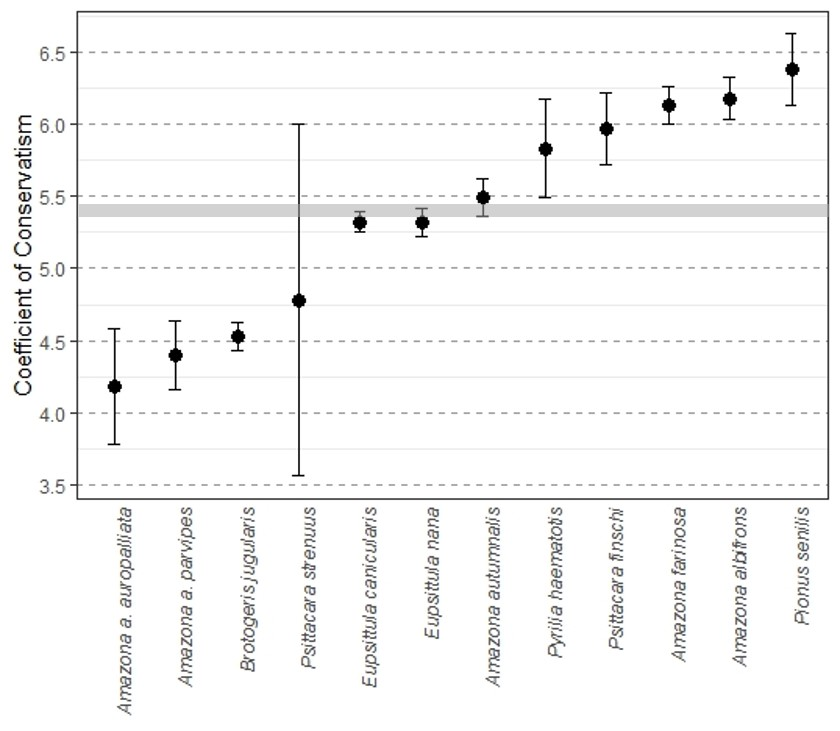 Coefficient of Conservatism
6.5
6.0
5.5
5.0
4.5
4.0
3.5
Amazona a. auropalliata
Amazona a. parvipes
Brotogeris jugularis
Psittacara strenuus
Eupsittula canicularis
Eupsittula nana
Amazona autumnalis
Pyrilia haematotis
Psittacara finschi
Amazona farinosa
Amazona albifrons
Pionus senilis